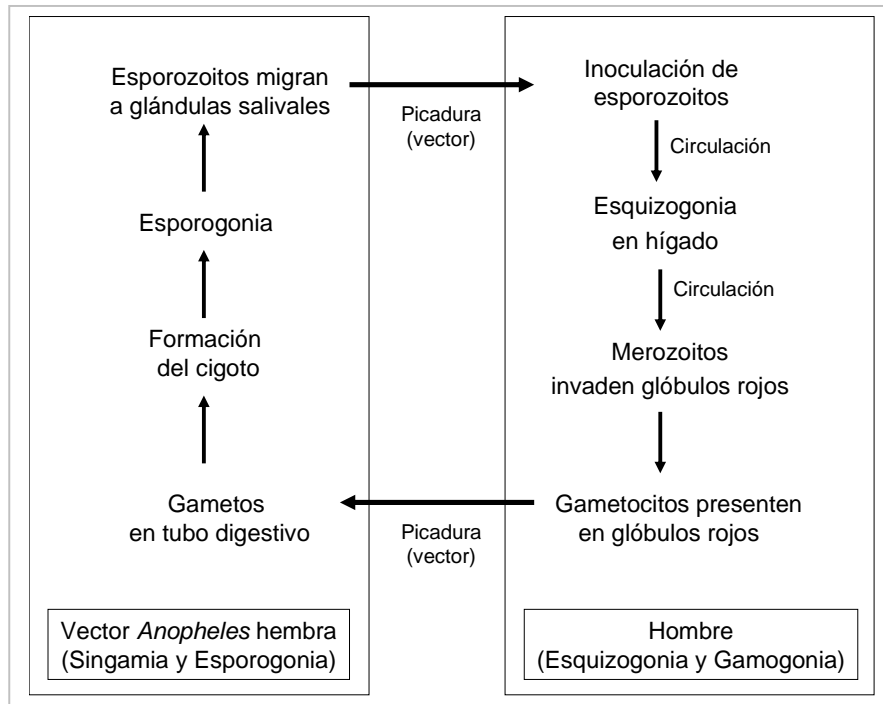 Esporozoitos migran
a glándulas salivales
Picadura
(vector)
Inoculación de
esporozoitos
Circulación
Esquizogonia
en hígado
Circulación
Merozoitos
invaden glóbulos rojos
Gametocitos presenten
en glóbulos rojos
Picadura
(vector)
Gametos
en tubo digestivo
Formación
del cigoto
Esporogonia
Vector Anopheles hembra
(Singamia y Esporogonia)
Hombre
(Esquizogonia y Gamogonia)